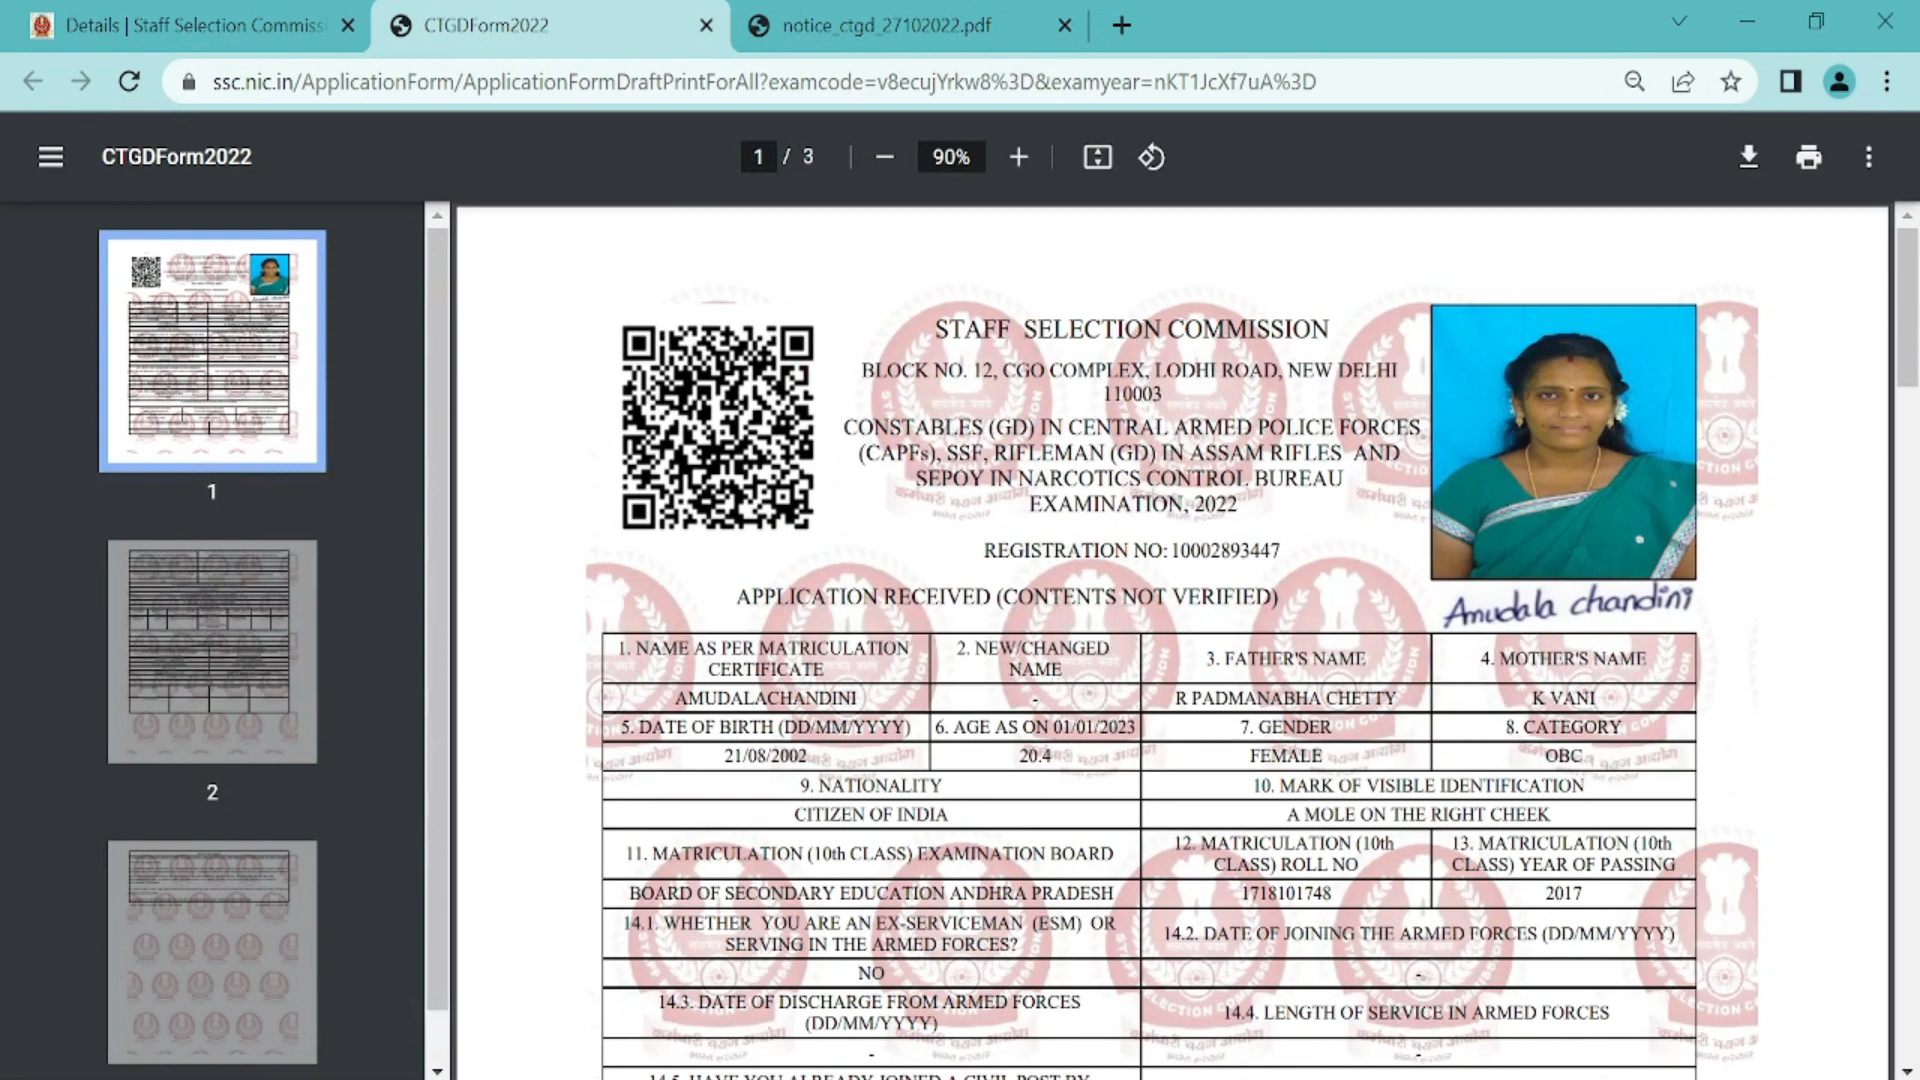 Details | Staff Selection Commissi
CTGDForm2022
notice_ctgd_27102022.pdf
ssc.nic.in/ApplicationForm/ApplicationFormDraftPrintForAll?examcode=v8ecujYrkw8%3D&examyear=nKT1JcXf7uA%3D
CTGDForm2022
1 / 3
90%
1
2
STAFF SELECTION COMMISSION
BLOCK NO. 12, CGO COMPLEX, LODHI ROAD, NEW DELHI
110003
CONSTABLES (GD) IN CENTRAL ARMED POLICE FORCES
(CAPFs), SSF, RIFLEMAN (GD) IN ASSAM RIFLES AND
SEPOY IN NARCOTICS CONTROL BUREAU
EXAMINATION, 2022
REGISTRATION NO: 10002893447
APPLICATION RECEIVED (CONTENTS NOT VERIFIED)
Amudala chandini
1. NAME AS PER MATRICULATION CERTIFICATE
2. NEW/CHANGED NAME
3. FATHER'S NAME
4. MOTHER'S NAME
AMUDALACHANDINI
-
R PADMANABHA CHETTY
K VANI
5. DATE OF BIRTH (DD/MM/YYYY)
6. AGE AS ON 01/01/2023
7. GENDER
8. CATEGORY
21/08/2002
20.4
FEMALE
OBC
9. NATIONALITY
10. MARK OF VISIBLE IDENTIFICATION
CITIZEN OF INDIA
A MOLE ON THE RIGHT CHEEK
11. MATRICULATION (10th CLASS) EXAMINATION BOARD
12. MATRICULATION (10th CLASS) ROLL NO
13. MATRICULATION (10th CLASS) YEAR OF PASSING
BOARD OF SECONDARY EDUCATION ANDHRA PRADESH
1718101748
2017
14.1. WHETHER YOU ARE AN EX-SERVICEMAN (ESM) OR SERVING IN THE ARMED FORCES?
14.2. DATE OF JOINING THE ARMED FORCES (DD/MM/YYYY)
NO
-
14.3. DATE OF DISCHARGE FROM ARMED FORCES (DD/MM/YYYY)
14.4. LENGTH OF SERVICE IN ARMED FORCES
-
-
14.5. HAVE YOU ALREADY JOINED A CIVIL POST BY